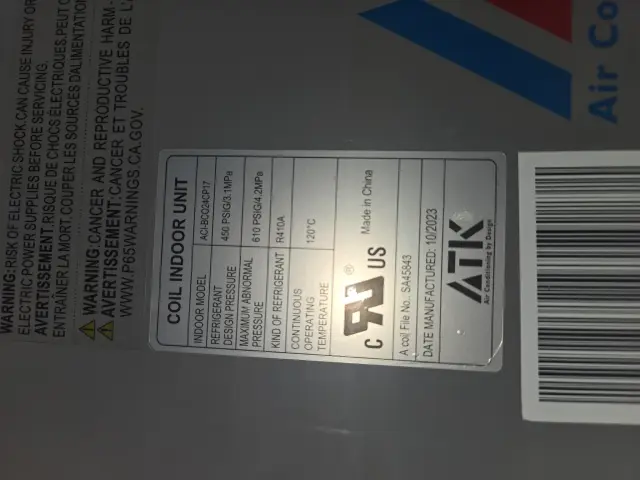 WARNING: RISK OF ELECTRIC SHOCK CAN CAUSE INJURY OR
ELECTRIC POWER SUPPLIES BEFORE SERVICING.
AVERTISSEMENT: RISQUE DE CHOCS ÉLECTRIQUES PEUT
ENTRAÎNER LA MORT. COUPER LES SOURCES DALIMENTATION
WARNING: CANCER AND REPRODUCTIVE HARM -
AVERTISSEMENT: CANCER ET TROUBLES DE
WWW.P65WARNINGS.CA.GOV.
COIL INDOOR UNIT
INDOOR MODEL ACI-BCO24CP17
REFRIGERANT DESIGN PRESSURE 450 PSIG/3.1MPa
MAXIMUM ABNORMAL PRESSURE 610 PSIG/4.2MPa
KIND OF REFRIGERANT R410A
CONTINUOUS OPERATING TEMPERATURE 120°C
C RU ® US Made in China
A coil File No.: SA45843
DATE MANUFACTURED: 10/2023
ATK
Air Conditioning by Design
Air Co